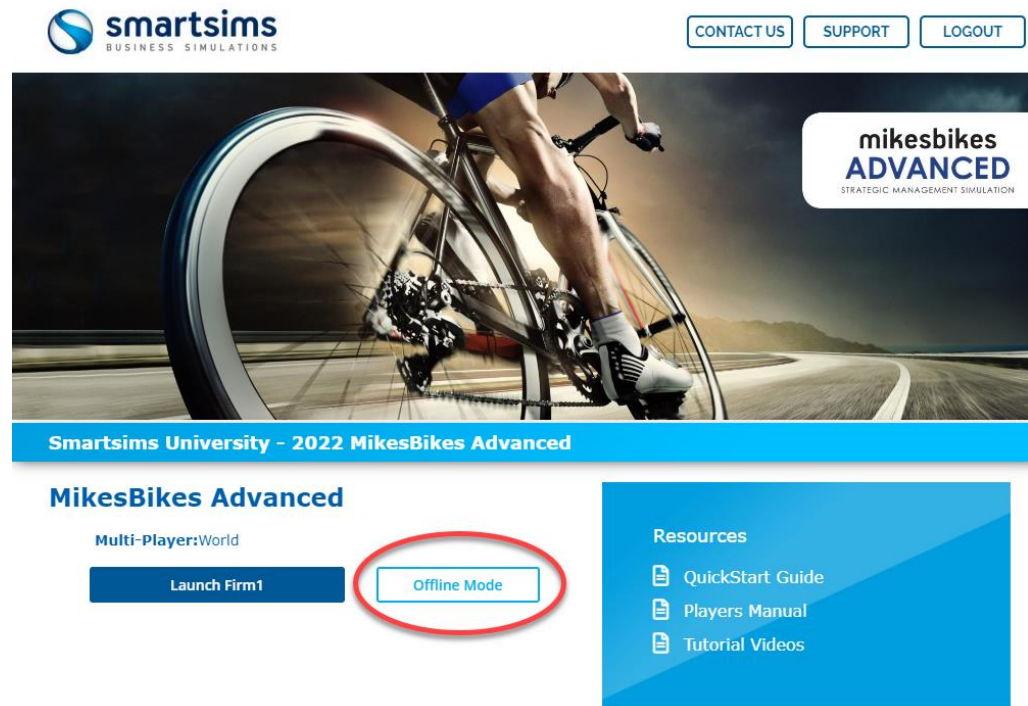 smartsims
BUSINESS SIMULATIONS
CONTACT US
SUPPORT
LOGOUT
mikesbikes
ADVANCED
STRATEGIC MANAGEMENT SIMULATION
Smartsims University - 2022 MikesBikes Advanced
MikesBikes Advanced
Multi-Player:World
Launch Firm1
Offline Mode
Resources
QuickStart Guide
Players Manual
Tutorial Videos